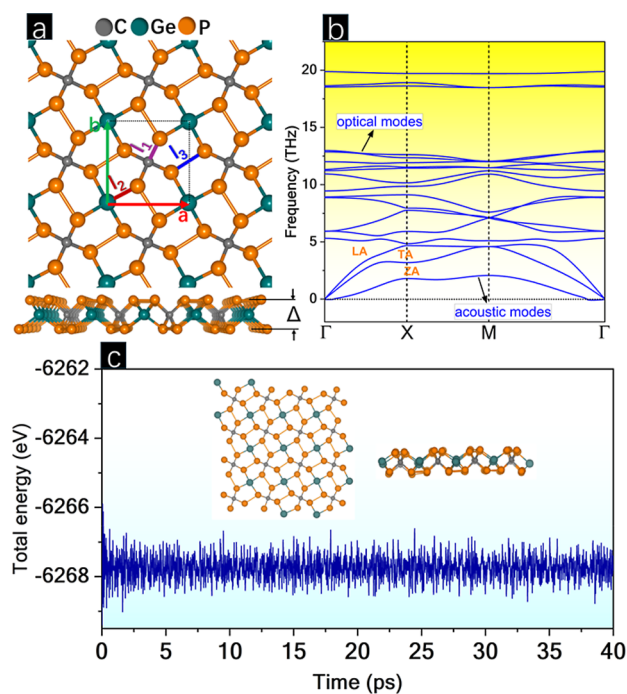 a
C Ge P
b
l1
l3
l2
a
Δ
b
Frequency (THz)
20
15
10
5
0
optical modes
LA
TA
ZA
acoustic modes
Γ X M Γ
c
Total energy (eV)
-6262
-6264
-6266
-6268
0 5 10 15 20 25 30 35 40
Time (ps)